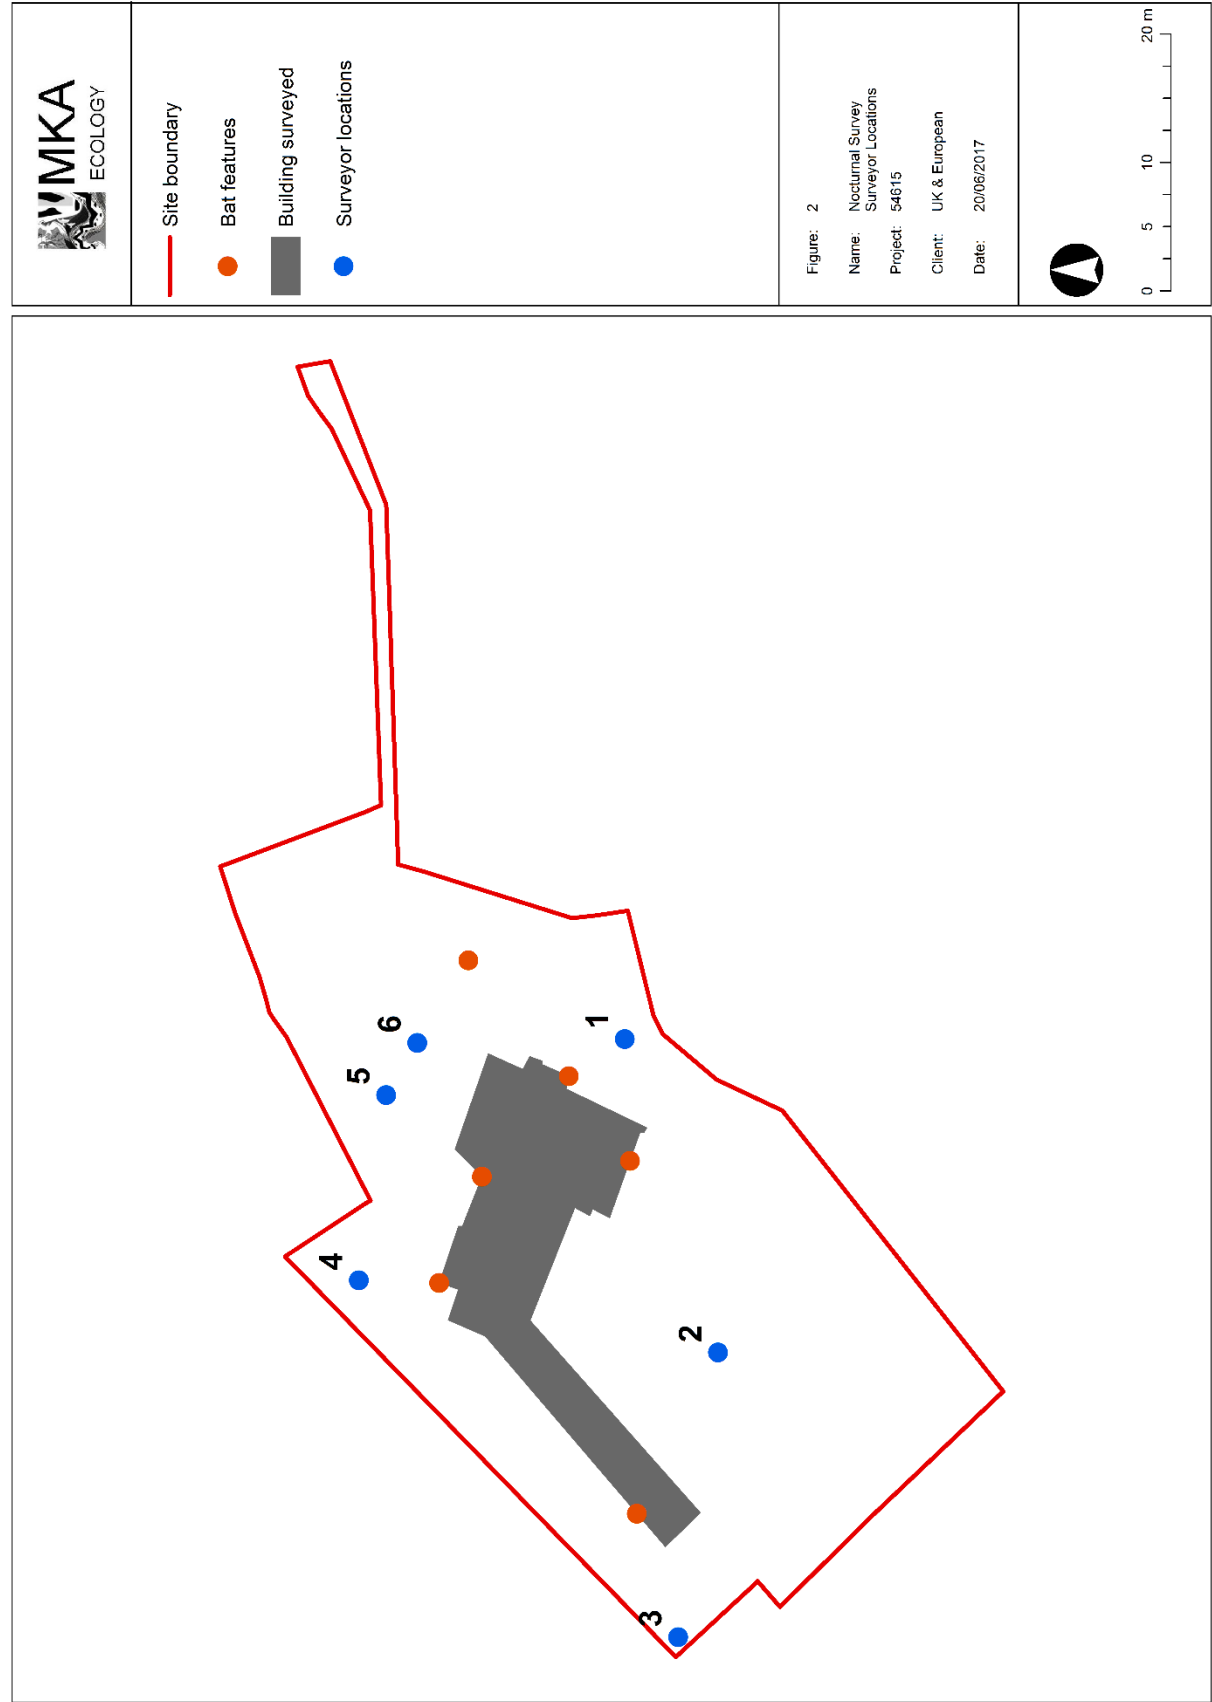 MKA
ECOLOGY
Site boundary
Bat features
Building surveyed
Surveyor locations
Figure: 2
Name: Nocturnal Survey
Surveyor Locations
Project: 54615
Client: UK & European
Date: 20/06/2017
0 5 10 20 m
1
2
3
4
5
6